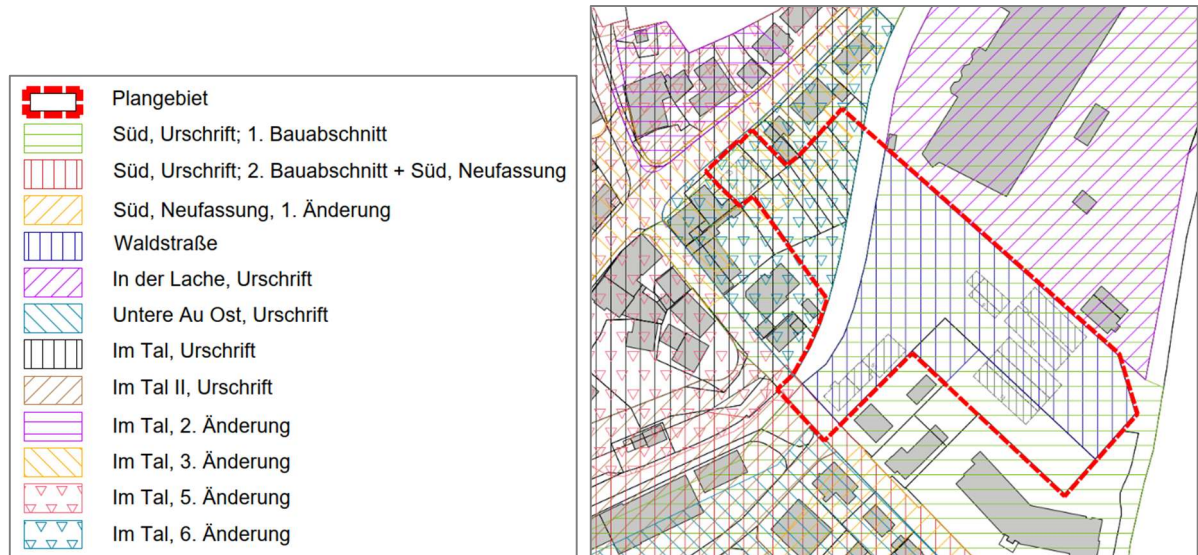 Plangebiet
Süd, Urschrift; 1. Bauabschnitt
Süd, Urschrift; 2. Bauabschnitt + Süd, Neufassung
Süd, Neufassung, 1. Änderung
Waldstraße
In der Lache, Urschrift
Untere Au Ost, Urschrift
Im Tal, Urschrift
Im Tal II, Urschrift
Im Tal, 2. Änderung
Im Tal, 3. Änderung
Im Tal, 5. Änderung
Im Tal, 6. Änderung